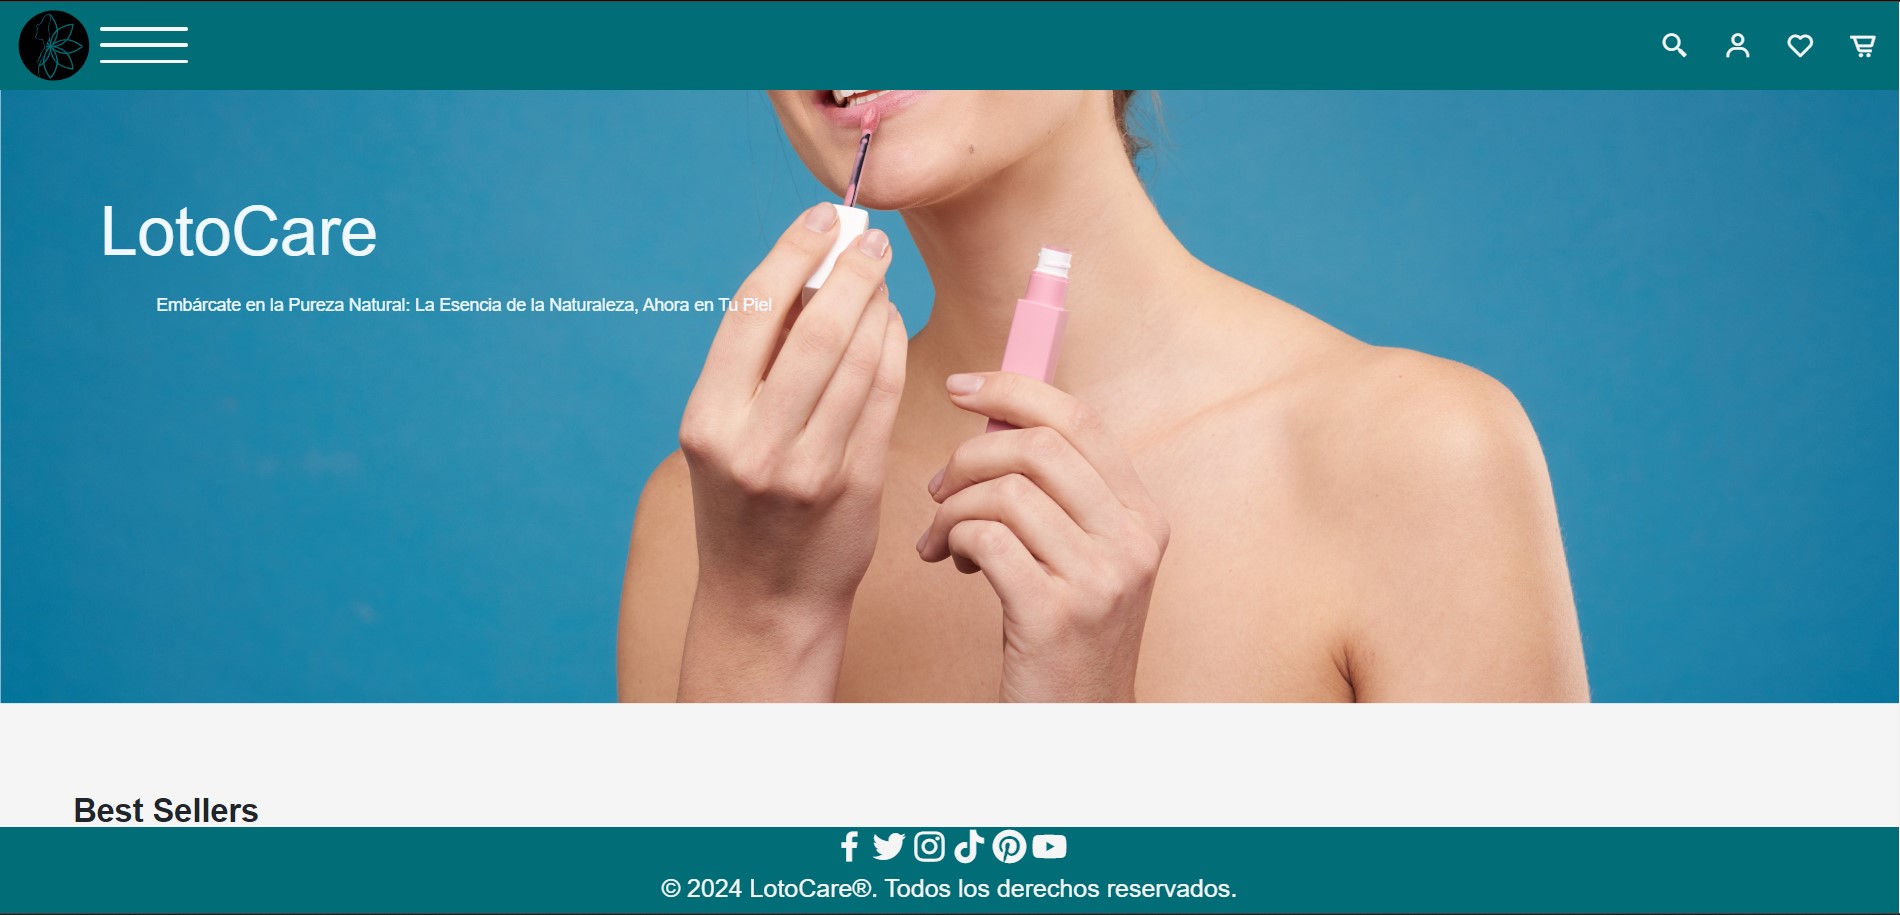 LotoCare
Embárcate en la Pureza Natural: La Esencia de la Naturaleza, Ahora en Tu Piel
Best Sellers
© 2024 LotoCare®. Todos los derechos reservados.